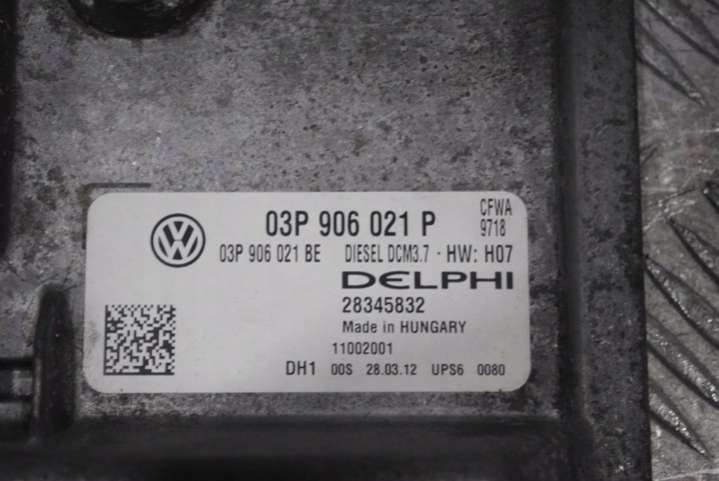 03P 906 021 P
CFWA
9718
03P 906 021 BE DIESEL DCM3.7 - HW: H07
DELPHI
28345832
Made in HUNGARY
11002001
DH1 00S 28.03.12 UPS6 0080